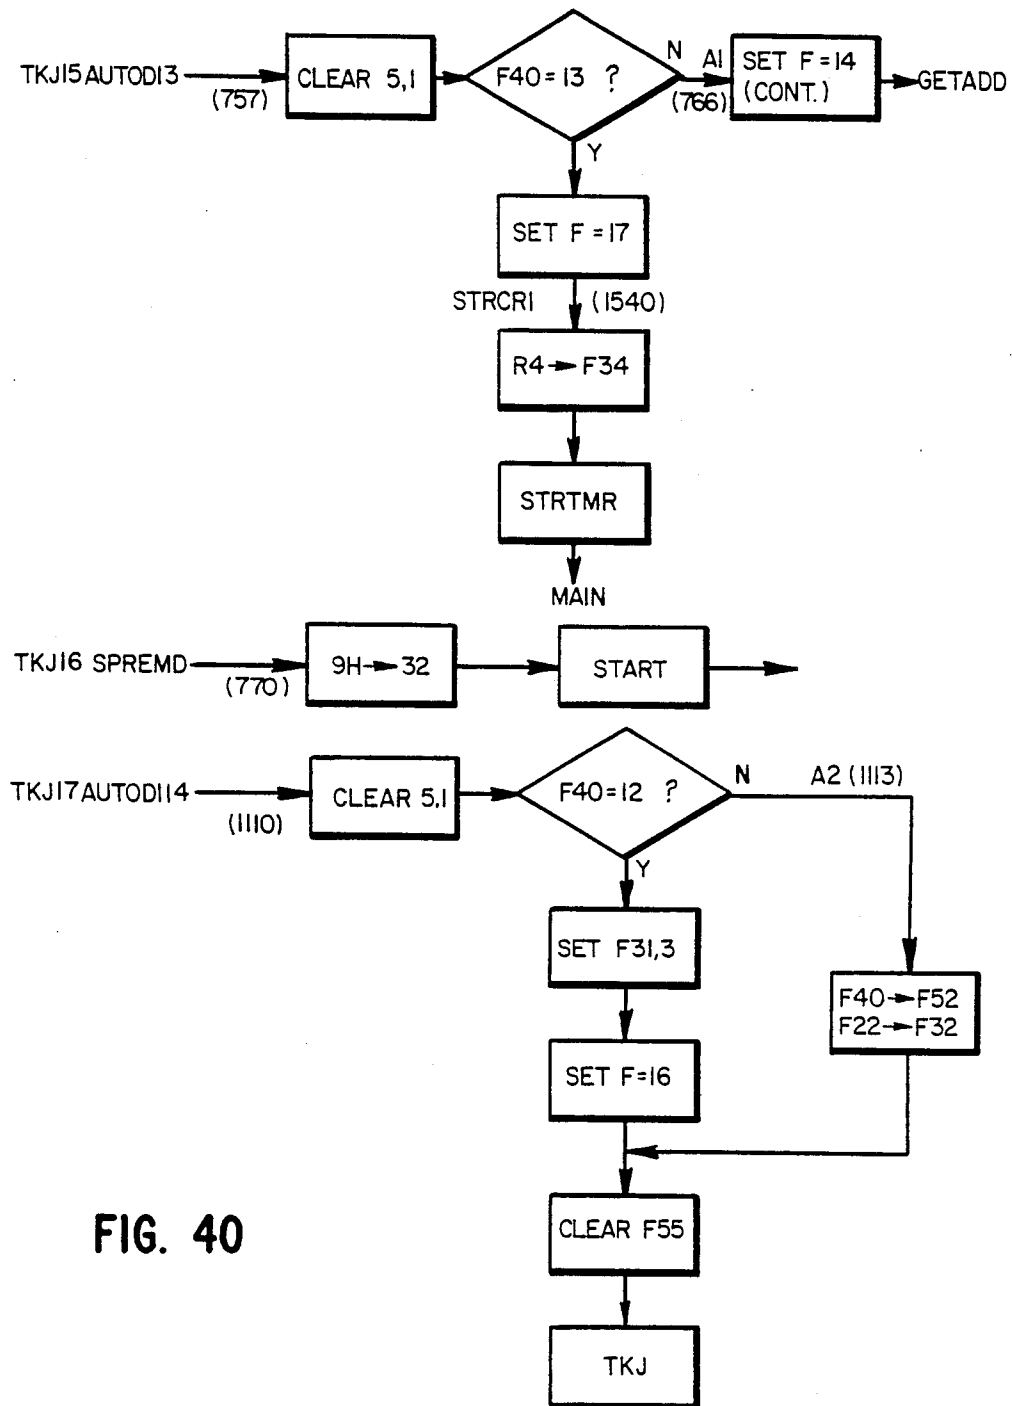 TKJ15 AUTODI3
(757)
CLEAR 5,1
F40=13 ?
N
A1
(766)
SET F=14
(CONT.)
GETADD
Y
SET F=17
STRCR1
(1540)
R4→F34
STRTMR
MAIN
TKJ16 SPREMD
(770)
9H→32
START
TKJ17 AUTODI14
(1110)
CLEAR 5,1
F40=12 ?
N
A2 (1113)
Y
SET F31,3
F40→F52
F22→F32
SET F=16
CLEAR F55
TKJ
FIG. 40